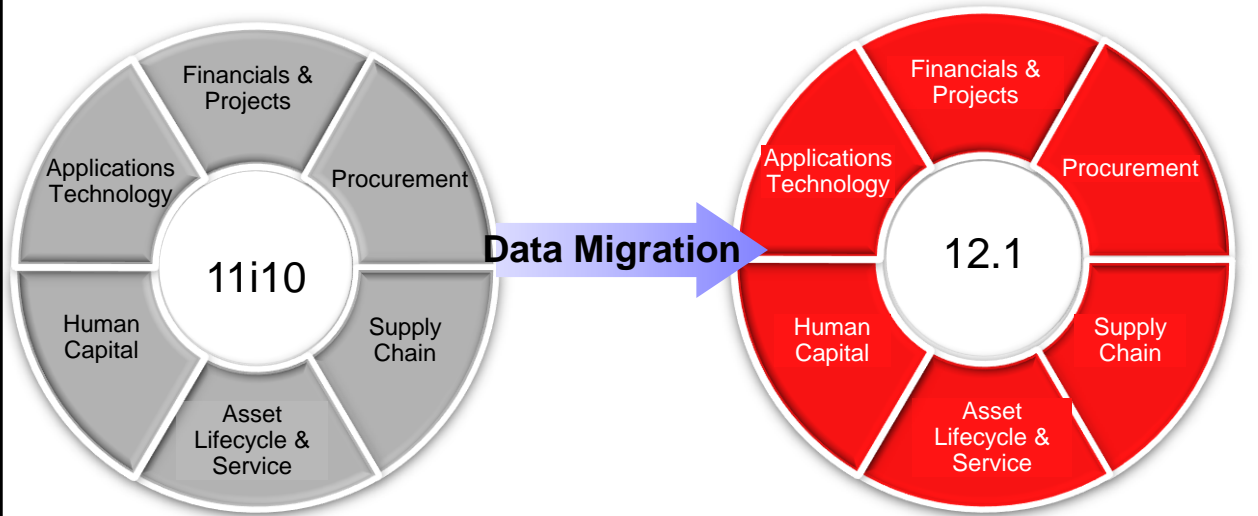 Financials &
Projects
Applications
Technology
Procurement
11i10
Human
Capital
Supply
Chain
Asset
Lifecycle &
Service
Data Migration
Financials &
Projects
Applications
Technology
Procurement
12.1
Human
Capital
Supply
Chain
Asset
Lifecycle &
Service